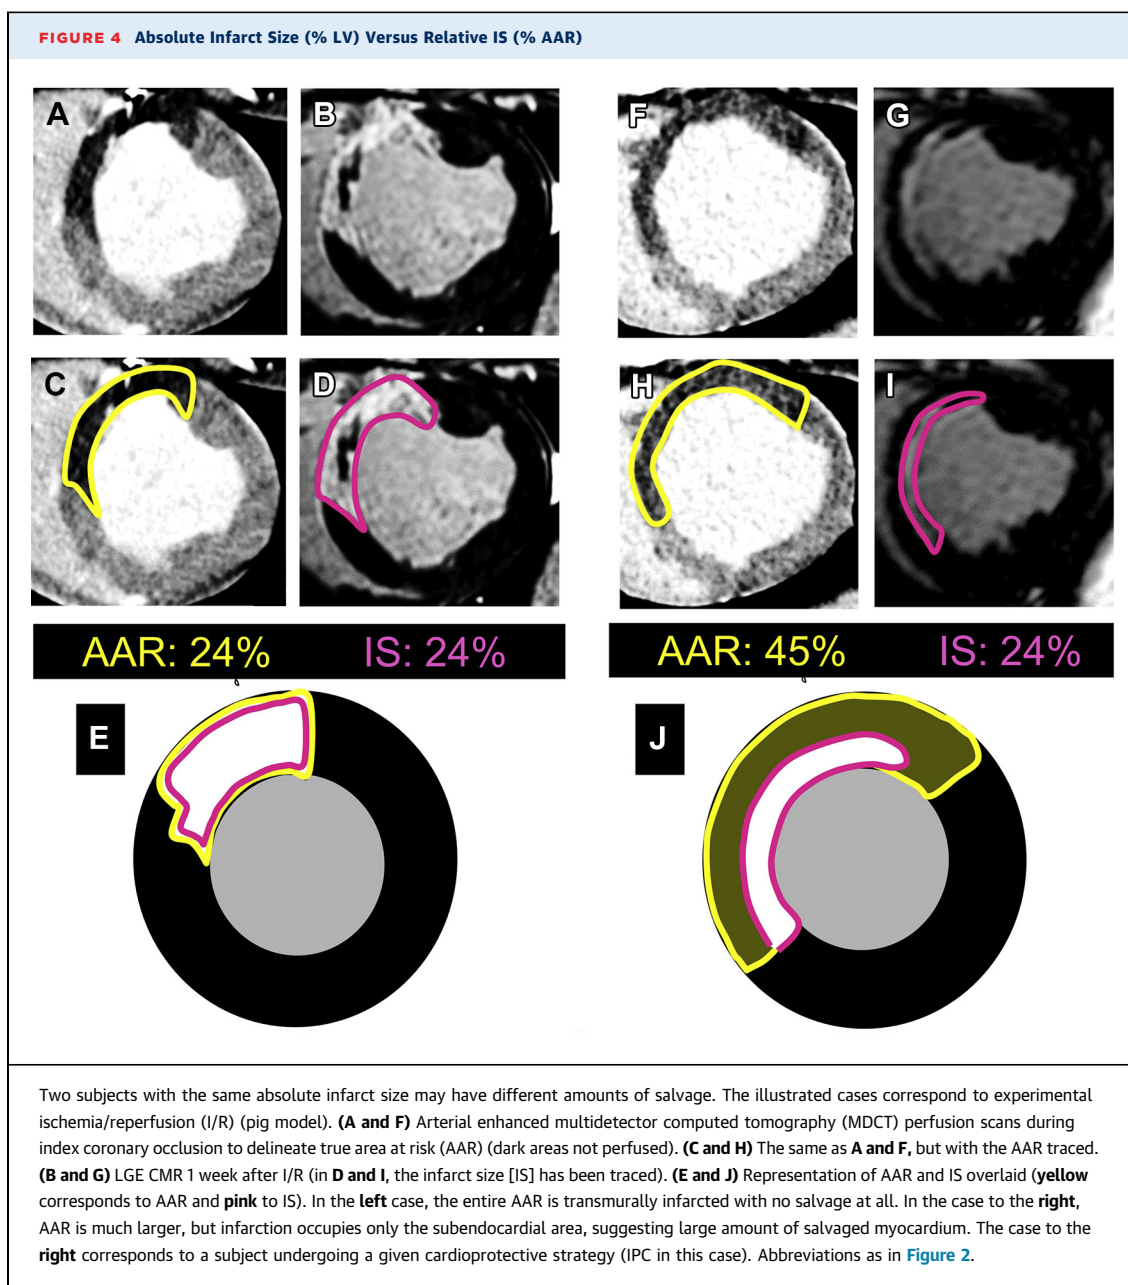 FIGURE 4 Absolute Infarct Size (% LV) Versus Relative IS (% AAR)
A
B
F
G
C
D
H
I
AAR: 24% IS: 24%
AAR: 45% IS: 24%
E
J
Two subjects with the same absolute infarct size may have different amounts of salvage. The illustrated cases correspond to experimental
ischemia/reperfusion (I/R) (pig model). (A and F) Arterial enhanced multidetector computed tomography (MDCT) perfusion scans during
index coronary occlusion to delineate true area at risk (AAR) (dark areas not perfused). (C and H) The same as A and F, but with the AAR traced.
(B and G) LGE CMR 1 week after I/R (in D and I, the infarct size [IS] has been traced). (E and J) Representation of AAR and IS overlaid (yellow
corresponds to AAR and pink to IS). In the left case, the entire AAR is transmurally infarcted with no salvage at all. In the case to the right,
AAR is much larger, but infarction occupies only the subendocardial area, suggesting large amount of salvaged myocardium. The case to the
right corresponds to a subject undergoing a given cardioprotective strategy (IPC in this case). Abbreviations as in Figure 2.